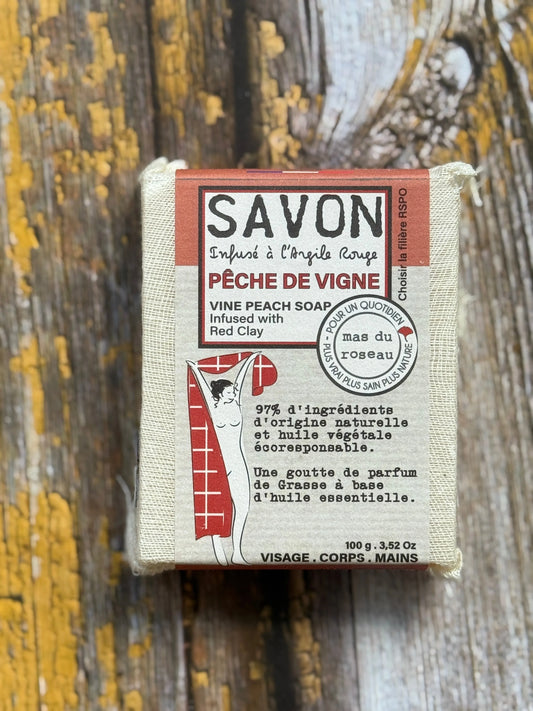 SAVON
Infusé à l'Argile Rouge
PÊCHE DE VIGNE
VINE PEACH SOAP
Infused with
Red Clay
Choisir la filière RSPO
POUR UN QUOTIDIEN
PLUS VRAI PLUS SAIN PLUS NATURE
mas du
roseau
97% d'ingrédients
d'origine naturelle
et huile végétale
écoresponsable.
Une goutte de parfum
de Grasse à base
d'huile essentielle.
100 g . 3,52 Oz
VISAGE . CORPS . MAINS